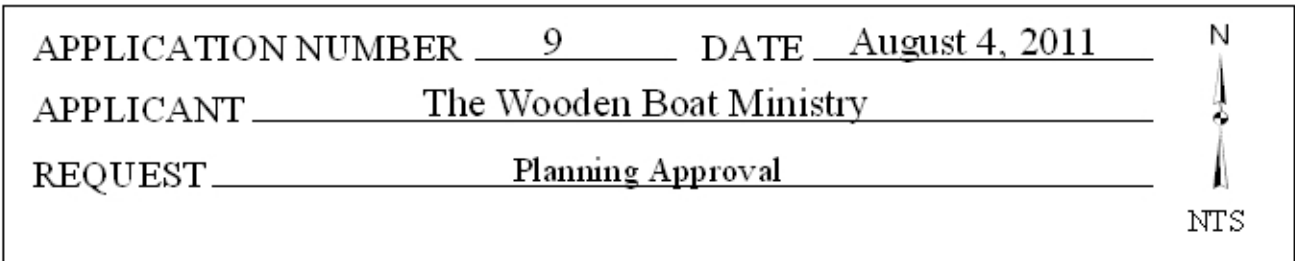 APPLICATION NUMBER 9 DATE August 4, 2011
N
APPLICANT The Wooden Boat Ministry
REQUEST Planning Approval
NTS